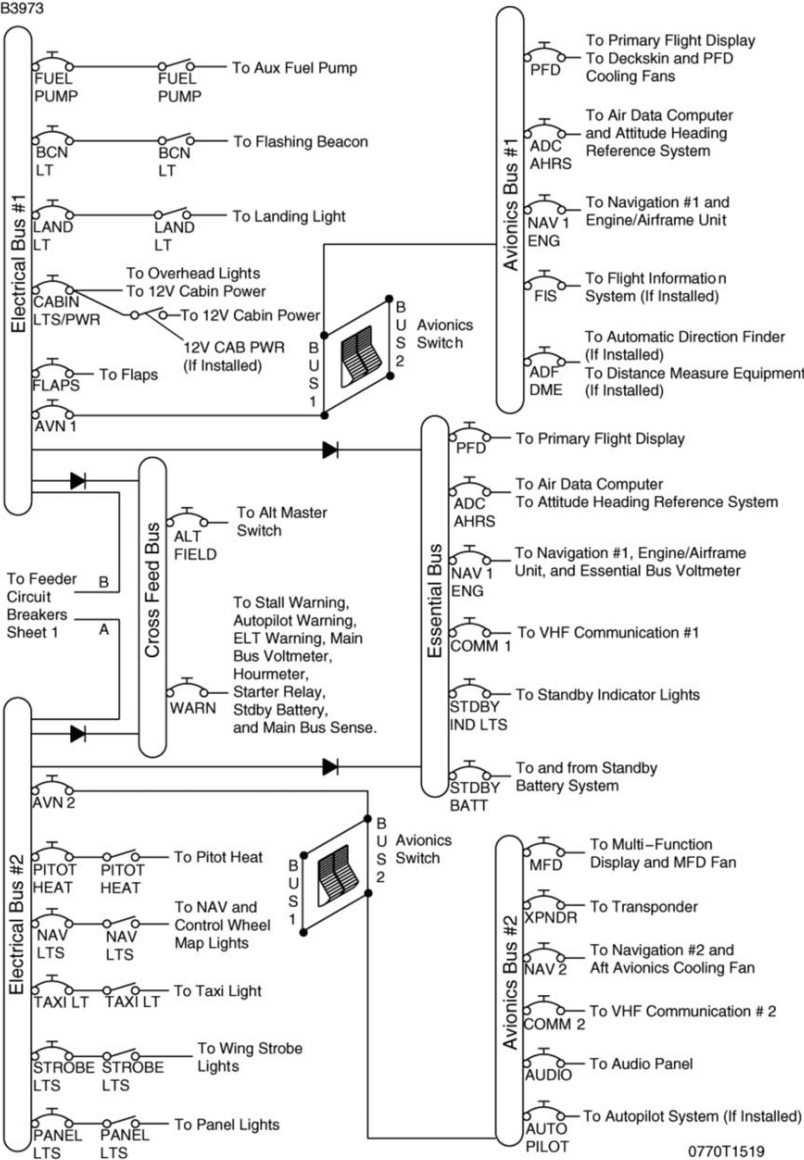 B3973
Electrical Bus #1
FUEL
PUMP
FUEL
PUMP
To Aux Fuel Pump
BCN
LT
BCN
LT
To Flashing Beacon
LAND
LT
LAND
LT
To Landing Light
CABIN
LTS/PWR
To Overhead Lights
To 12V Cabin Power
To 12V Cabin Power
12V CAB PWR
(If Installed)
FLAPS
To Flaps
AVN 1
BUS1
BUS2
Avionics
Switch
Avionics Bus #1
PFD
To Primary Flight Display
To Deckskin and PFD
Cooling Fans
ADC
AHRS
To Air Data Computer
and Attitude Heading
Reference System
NAV 1
ENG
To Navigation #1 and
Engine/Airframe Unit
FIS
To Flight Information
System (If Installed)
ADF
DME
To Automatic Direction Finder
(If Installed)
To Distance Measure Equipment
(If Installed)
To Feeder
Circuit
Breakers
Sheet 1
B
A
Cross Feed Bus
ALT
FIELD
To Alt Master
Switch
WARN
To Stall Warning,
Autopilot Warning,
ELT Warning, Main
Bus Voltmeter,
Hourmeter,
Starter Relay,
Stdby Battery,
and Main Bus Sense.
Essential Bus
PFD
To Primary Flight Display
ADC
AHRS
To Air Data Computer
To Attitude Heading Reference System
NAV 1
ENG
To Navigation #1, Engine/Airframe
Unit, and Essential Bus Voltmeter
COMM 1
To VHF Communication #1
STDBY
IND LTS
To Standby Indicator Lights
STDBY
BATT
To and from Standby
Battery System
Electrical Bus #2
AVN 2
PITOT
HEAT
PITOT
HEAT
To Pitot Heat
NAV
LTS
NAV
LTS
To NAV and
Control Wheel
Map Lights
TAXI LT
TAXI LT
To Taxi Light
STROBE
LTS
STROBE
LTS
To Wing Strobe
Lights
PANEL
LTS
PANEL
LTS
To Panel Lights
BUS1
BUS2
Avionics
Switch
Avionics Bus #2
MFD
To Multi–Function
Display and MFD Fan
XPNDR
To Transponder
NAV 2
To Navigation #2 and
Aft Avionics Cooling Fan
COMM 2
To VHF Communication # 2
AUDIO
To Audio Panel
AUTO
PILOT
To Autopilot System (If Installed)
0770T1519